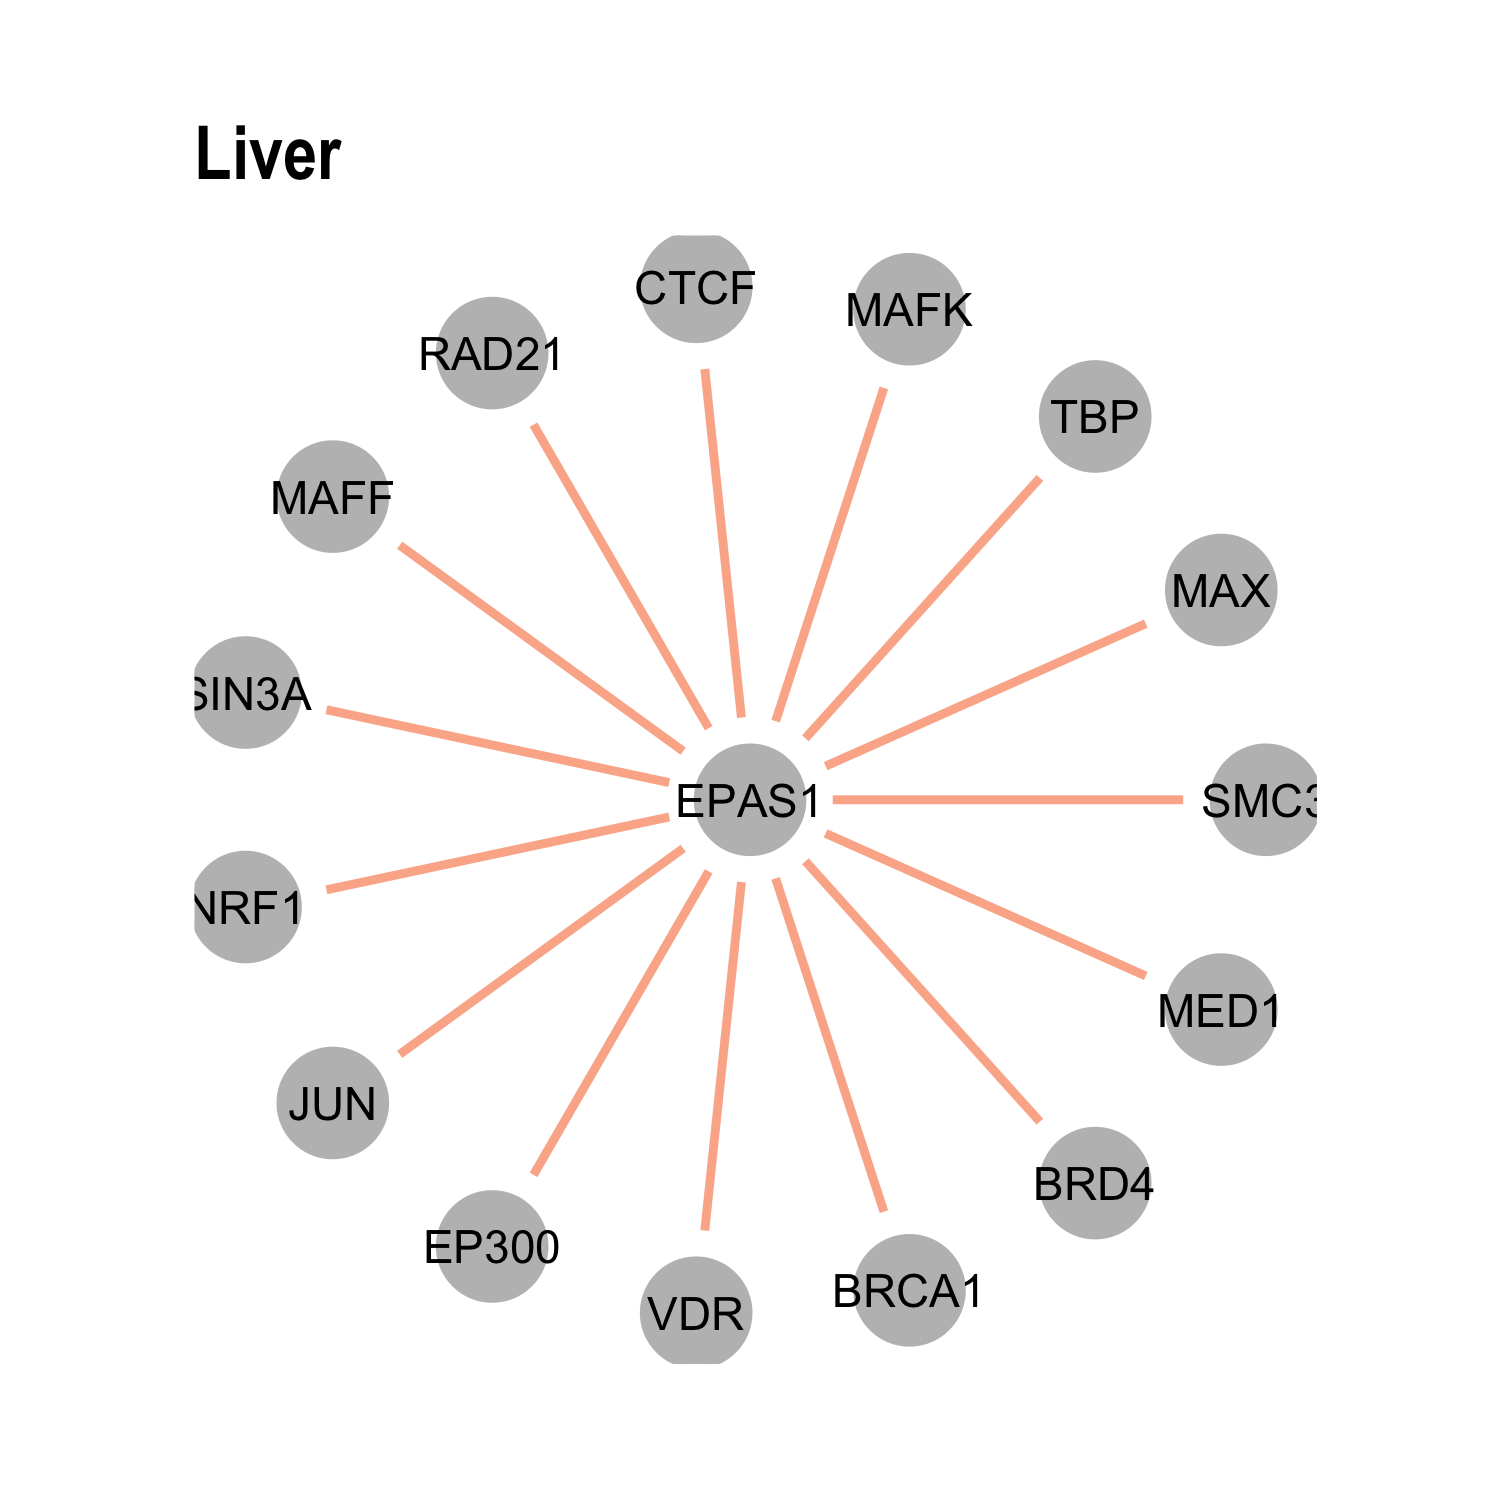 Liver
CTCF
MAFK
RAD21
TBP
MAFF
MAX
SIN3A
EPAS1
SMC3
NRF1
MED1
JUN
BRD4
EP300
BRCA1
VDR